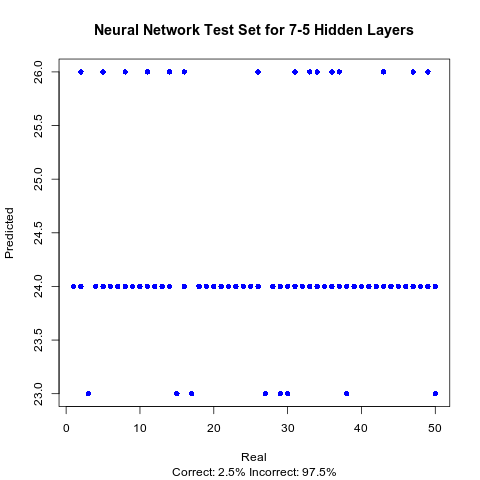 Neural Network Test Set for 7-5 Hidden Layers
26.0
25.5
25.0
24.5
24.0
23.5
23.0
Predicted
0 10 20 30 40 50
Real
Correct: 2.5% Incorrect: 97.5%